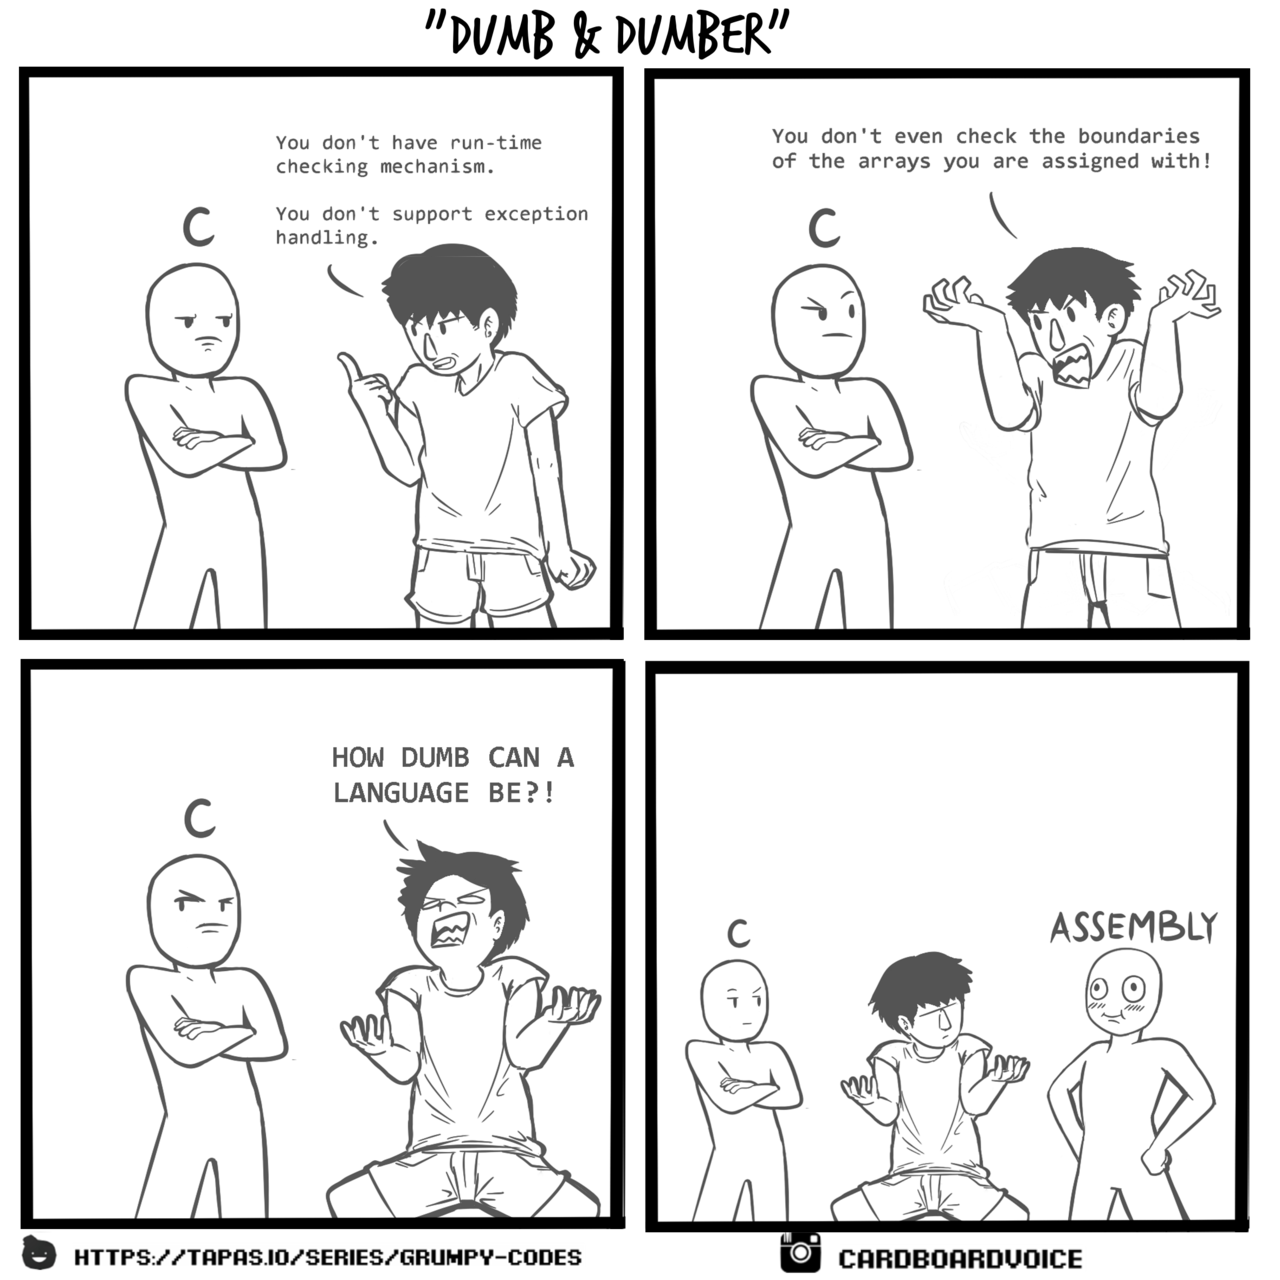 "DUMB & DUMBER"
You don't have run-time
checking mechanism.
You don't support exception
handling.
C
You don't even check the boundaries
of the arrays you are assigned with!
C
HOW DUMB CAN A
LANGUAGE BE?!
C
C
ASSEMBLY
HTTPS://TAPAS.IO/SERIES/GRUMPY-CODES
CARDBOARDVOICE